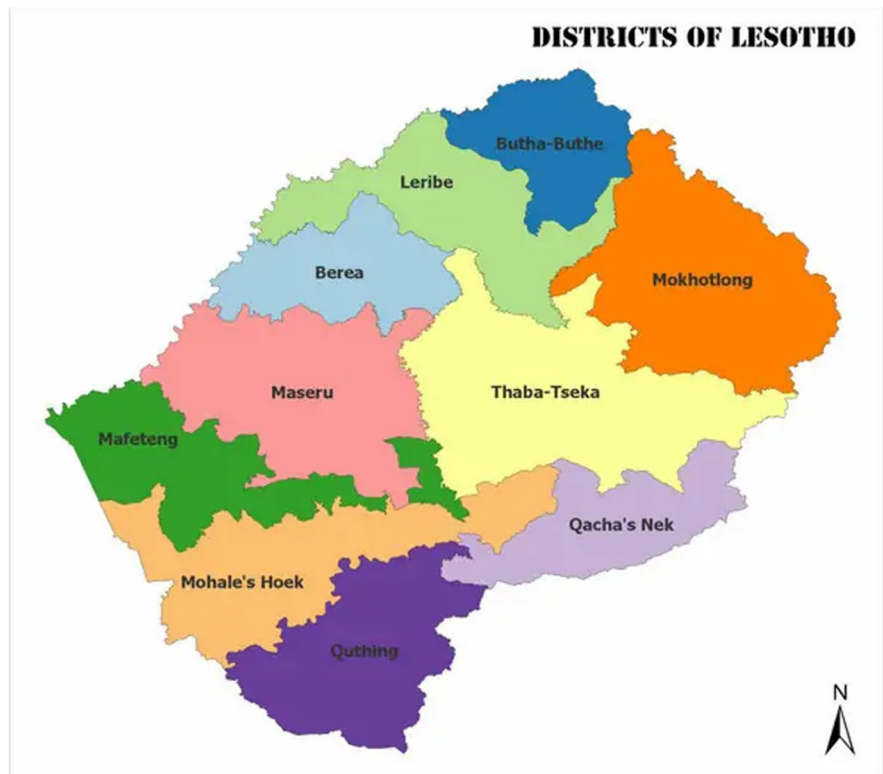 DISTRICTS OF LESOTHO
Butha-Buthe
Leribe
Berea
Mokhotlong
Maseru
Thaba-Tseka
Mafeteng
Qacha's Nek
Mohale's Hoek
Quthing
N